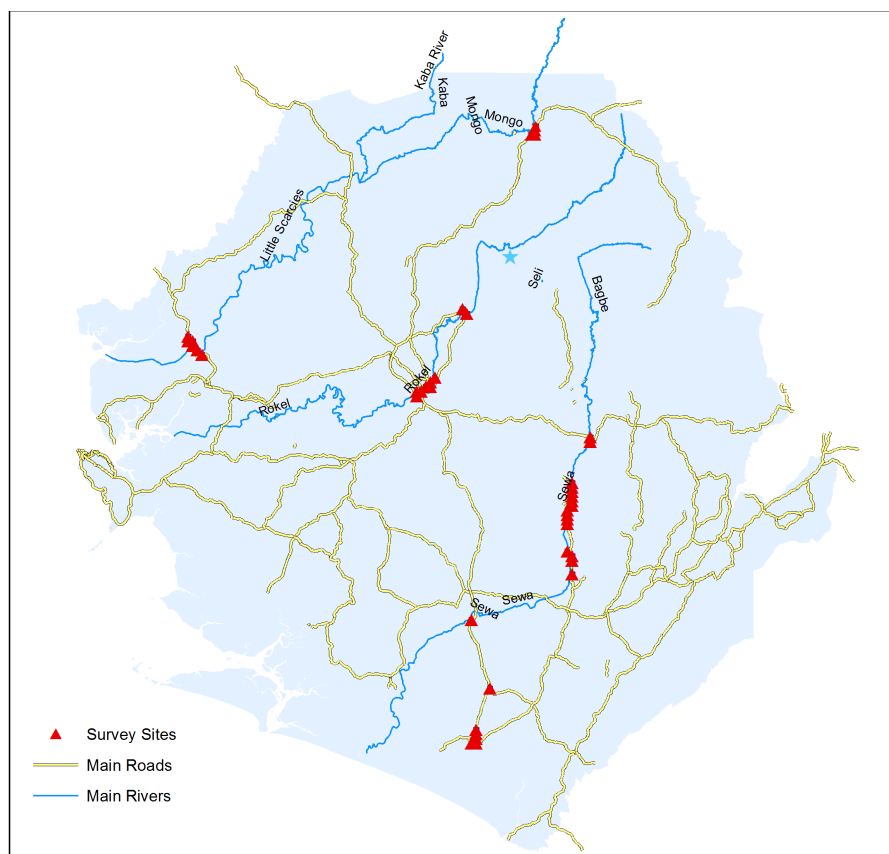 Kaba River
Kaba
Mongo
Mongo
Little Scarcies
Seli
Bagbe
Rokel
Rokel
Sewa
Sewa
Sewa
Survey Sites
Main Roads
Main Rivers